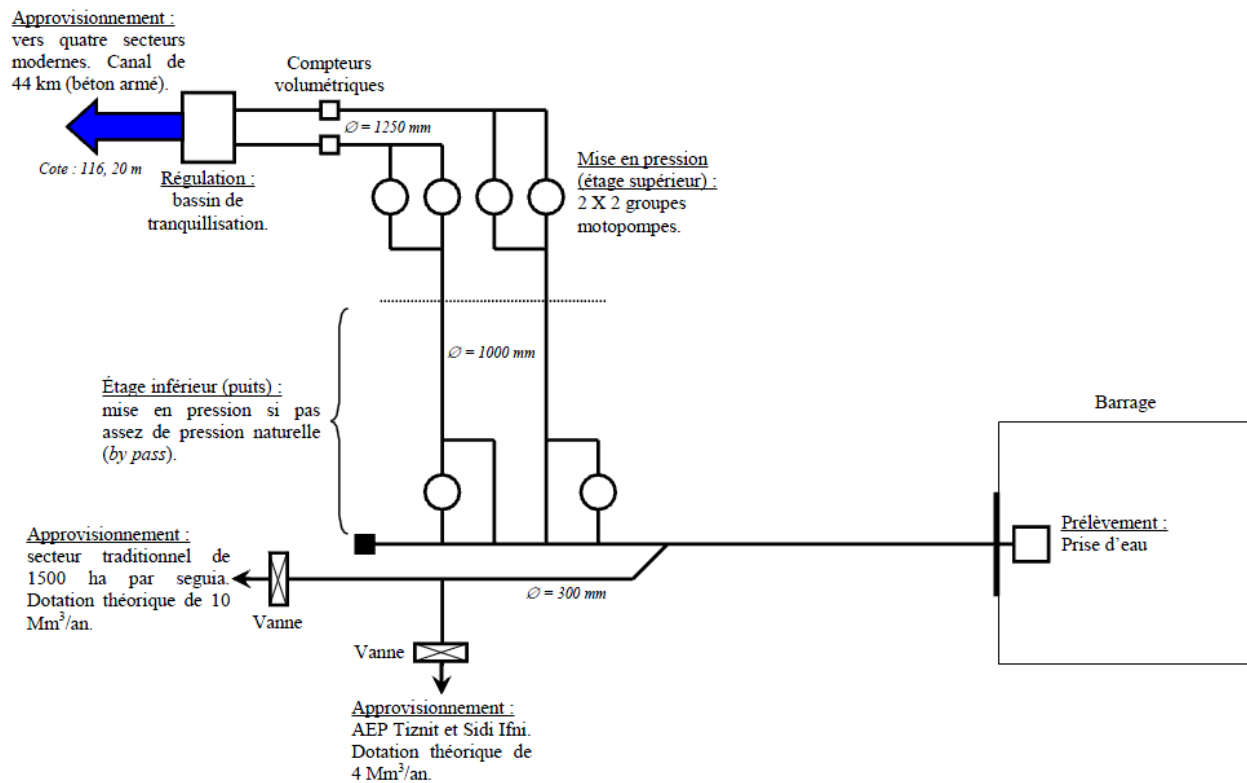 Approvisionnement :
vers quatre secteurs
modernes. Canal de
44 km (béton armé).
Compteurs
volumétriques
∅ = 1250 mm
Cote : 116, 20 m
Régulation :
bassin de
tranquillisation.
Mise en pression
(étage supérieur) :
2 X 2 groupes
motopompes.
∅ = 1000 mm
Étage inférieur (puits) :
mise en pression si pas
assez de pression naturelle
(by pass).
Barrage
Prélèvement :
Prise d'eau
Approvisionnement :
secteur traditionnel de
1500 ha par seguia.
Dotation théorique de 10
Mm³/an.
Vanne
∅ = 300 mm
Vanne
Approvisionnement :
AEP Tiznit et Sidi Ifni.
Dotation théorique de
4 Mm³/an.